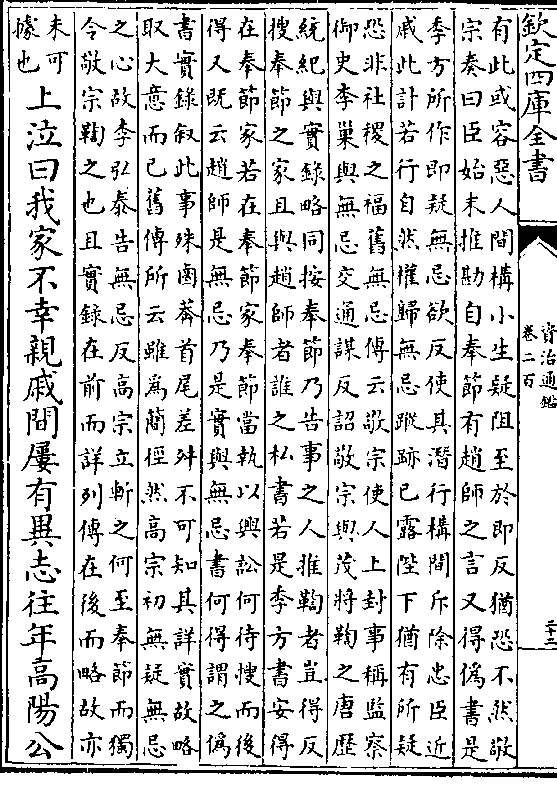 欽定四庫全書
資治通鑑
卷二百
三十二
有此或容惡人間構小生疑阻至於即反猶恐不然敬
宗奏曰臣始末推勘自奉節有趙師之言又得偽書是
季方所作即疑無忌欲反使其潛行構間斥除忠臣近
戚此計若行自然權歸無忌蹤跡已露陛下猶有所疑
恐非社稷之福舊無忌傳云敬宗使人上封事稱監察
御史李巢與無忌交通謀反詔敬宗與茂將鞫之唐歷
統紀與實錄略同按奉節乃告事之人推鞫者豈得反
搜奉節之家且與趙師者誰之私書若是季方書安得
在奉節家若在奉節家奉節當執以興訟何待搜而後
得又既云趙師是無忌乃是實與無忌書何得謂之偽
書實錄叙此事殊鹵莽首尾差舛不可知其詳實故略
取大意而已舊傳所云雖為簡徑然高宗初無疑無忌
之心故李弘泰告無忌反高宗立斬之何至奉節而獨
令敬宗鞫之也且實錄在前而詳列傳在後而略故亦
未可
據也
上泣曰我家不幸親戚間屢有異志往年高陽公